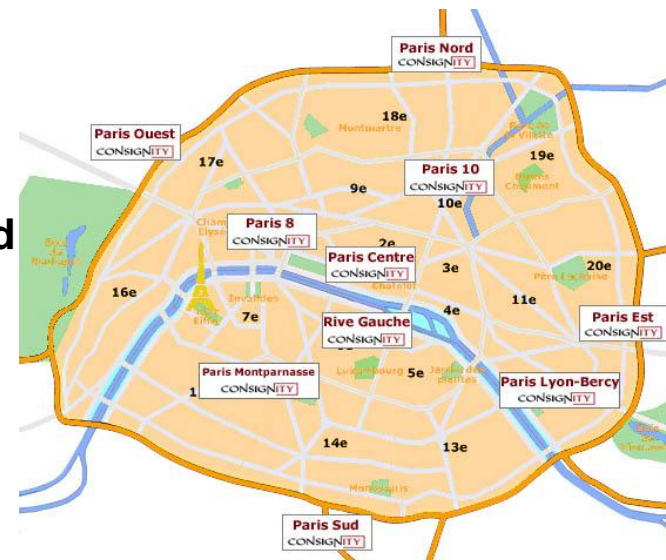 Paris Nord
CONSIGNITY
18e
Montmartre
Paris Ouest
CONSIGNITY
17e
19e
Paris 10
CONSIGNITY
9e
10e
Paris 8
CONSIGNITY
2e
Paris Centre
CONSIGNITY
3e
20e
16e
Invalides
7e
11e
4e
Rive Gauche
CONSIGNITY
Paris Est
CONSIGNITY
Paris Montparnasse
CONSIGNITY
5e
Paris Lyon-Bercy
CONSIGNITY
14e
13e
Paris Sud
CONSIGNITY
d